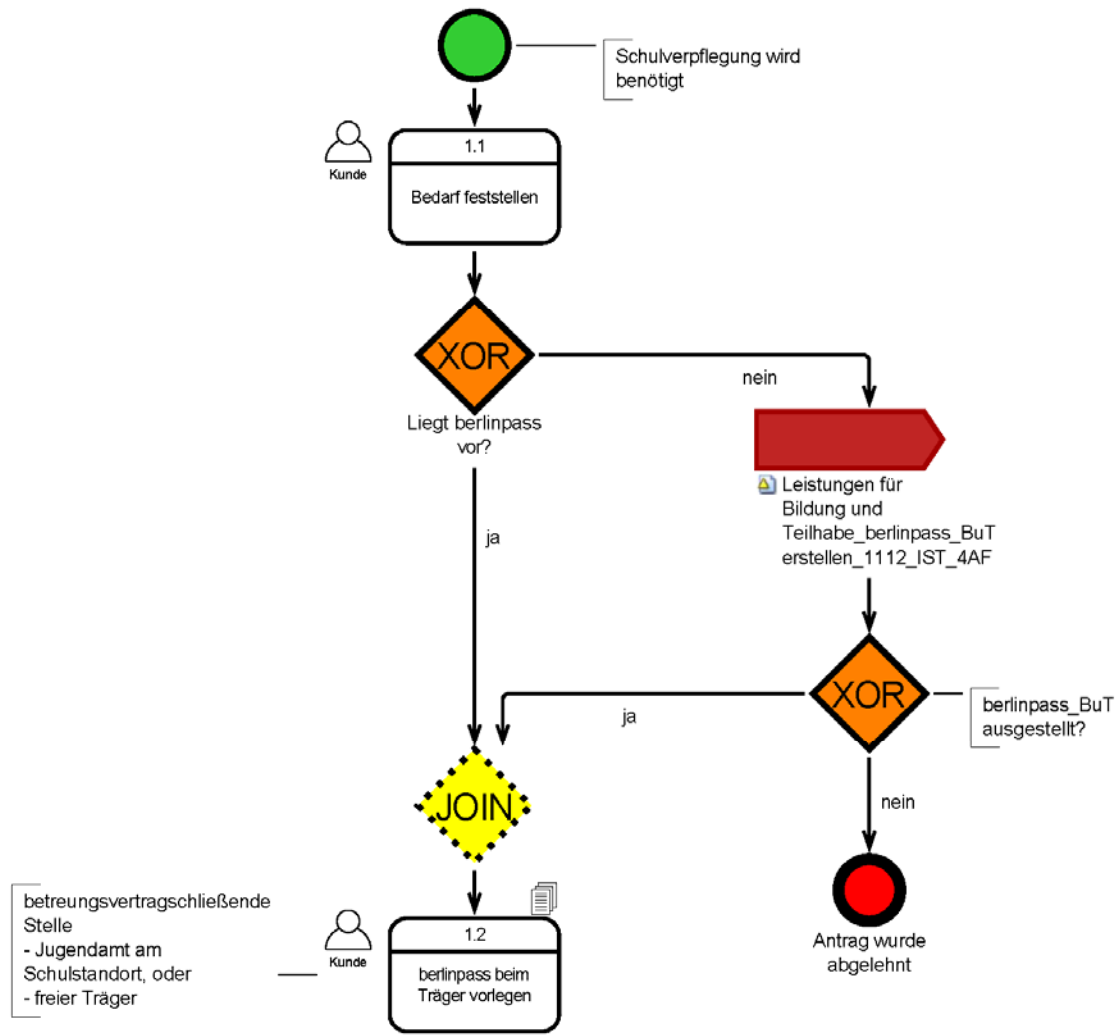 Schulverpflegung wird
benötigt
1.1
Kunde
Bedarf feststellen
XOR
nein
Liegt berlinpass
vor?
Leistungen für
Bildung und
Teilhabe_berlinpass_BuT
erstellen_1112_IST_4AF
ja
XOR
berlinpass_BuT
ausgestellt?
ja
nein
JOIN
betreungsvertragschließende
Stelle
- Jugendamt am
Schulstandort, oder
- freier Träger
Kunde
1.2
berlinpass beim
Träger vorlegen
Antrag wurde
abgelehnt